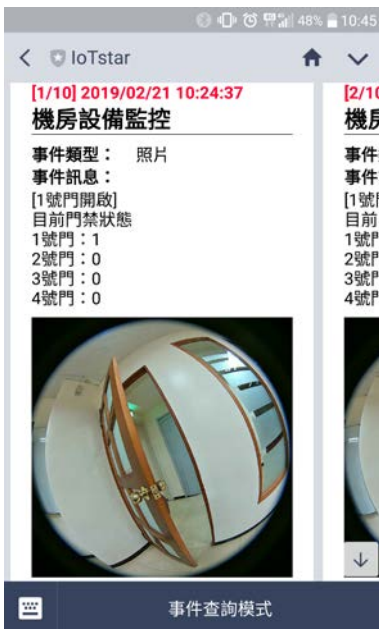 48% 10:45
IoTstar
[1/10] 2019/02/21 10:24:37
機房設備監控
事件類型： 照片
事件訊息：
[1號門開啟]
目前門禁狀態
1號門：1
2號門：0
3號門：0
4號門：0
[2/10
事件
事件
[1號
目前
1號門
2號門
3號門
4號門
事件查詢模式